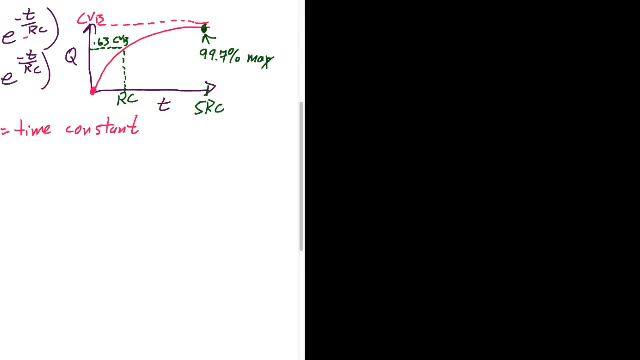 e^(-t/RC))
CVB
.63 CVB
Q
99.7% max
e^(-t/RC))
RC
t
5RC
= time constant